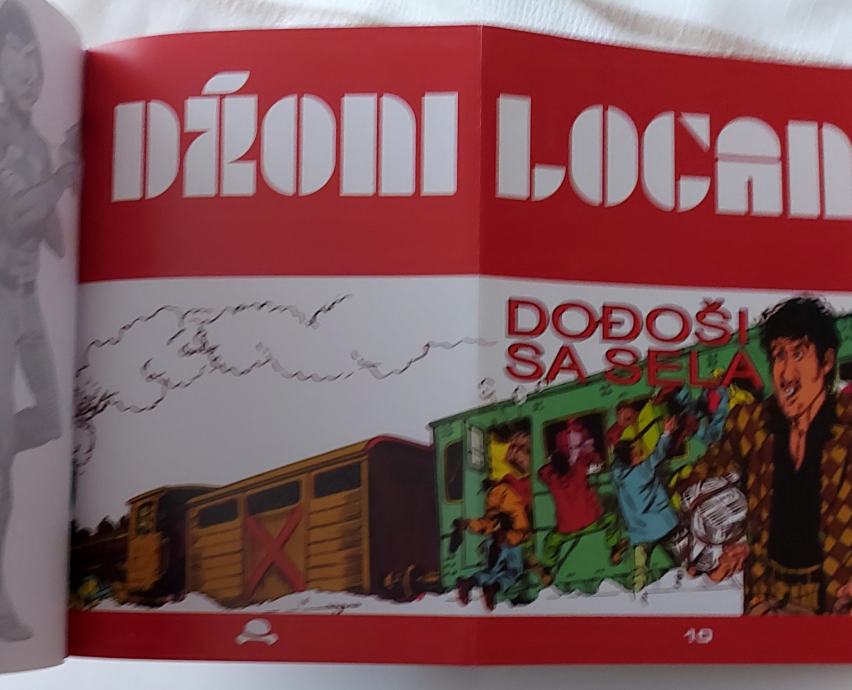 DŽONI LOGAN
DOĐOŠI
SA SELA
19